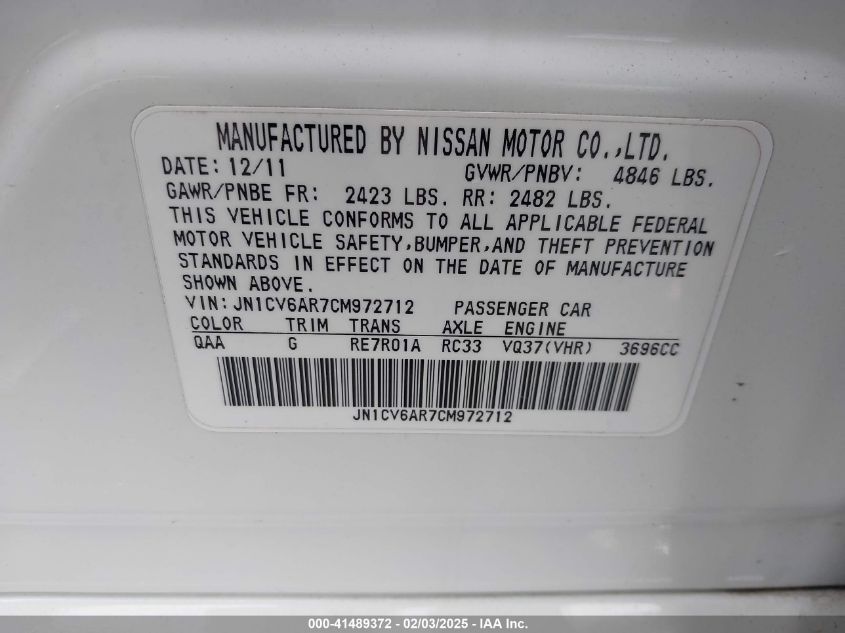 MANUFACTURED BY NISSAN MOTOR CO.,LTD.
DATE: 12/11 GVWR/PNBV: 4846 LBS.
GAWR/PNBE FR: 2423 LBS. RR: 2482 LBS.
THIS VEHICLE CONFORMS TO ALL APPLICABLE FEDERAL
MOTOR VEHICLE SAFETY,BUMPER,AND THEFT PREVENTION
STANDARDS IN EFFECT ON THE DATE OF MANUFACTURE
SHOWN ABOVE.
VIN: JN1CV6AR7CM972712 PASSENGER CAR
COLOR TRIM TRANS AXLE ENGINE
QAA G RE7R01A RC33 VQ37(VHR) 3696CC
JN1CV6AR7CM972712
000-41489372 - 02/03/2025 - IAA Inc.